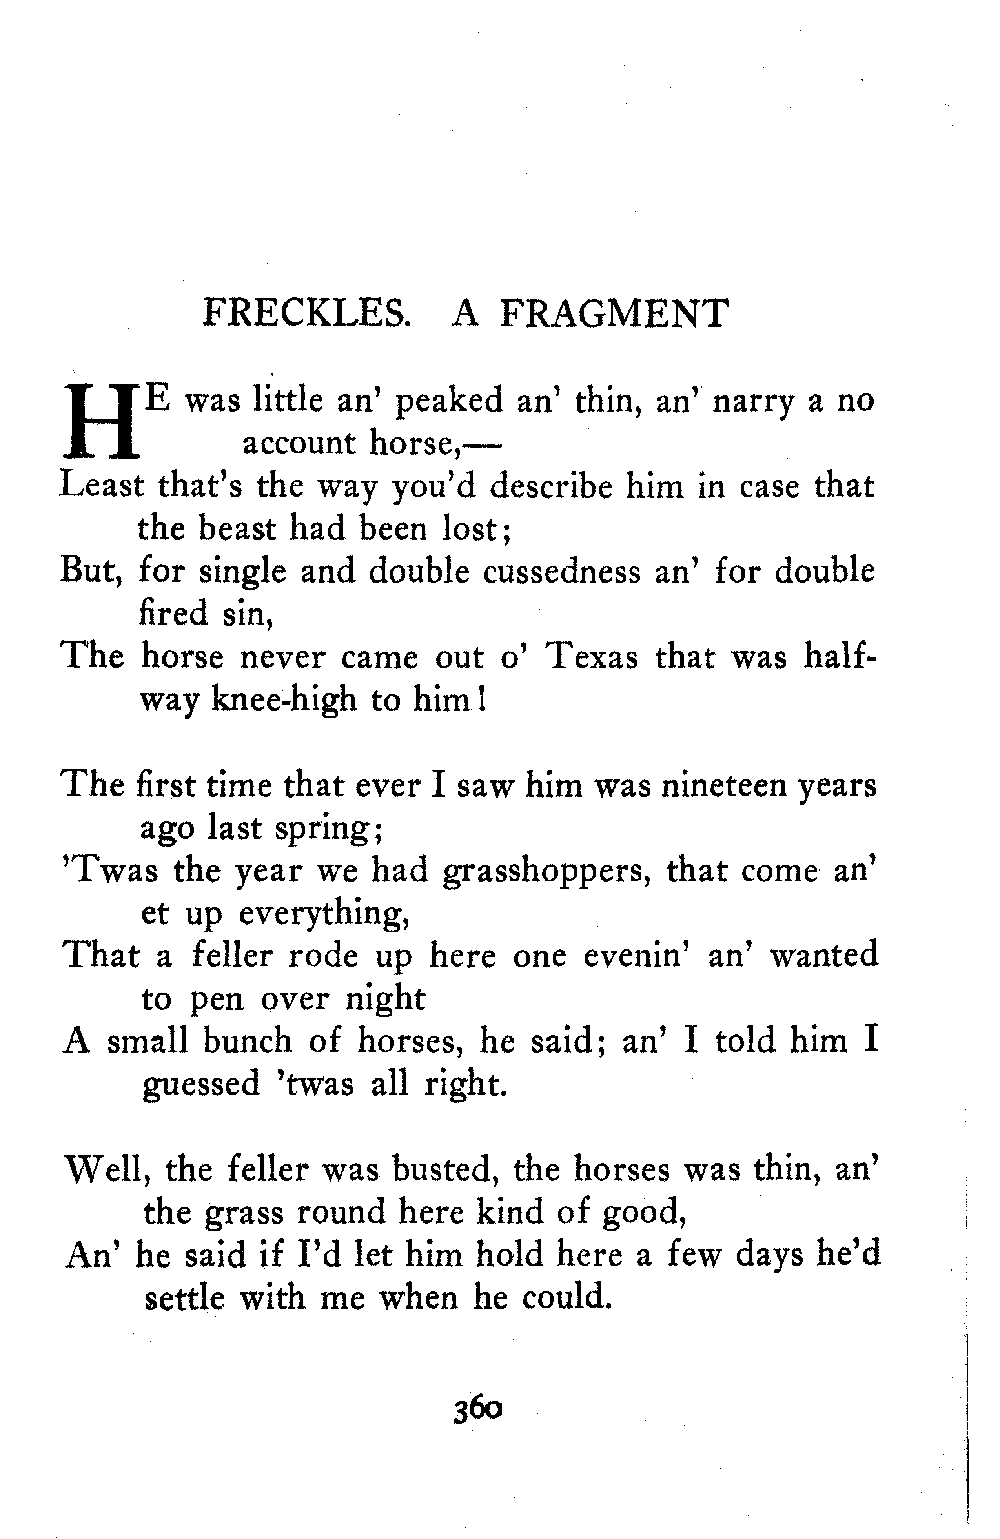 FRECKLES. A FRAGMENT
HE was little an' peaked an' thin, an' narry a no
account horse,—
Least that's the way you'd describe him in case that
the beast had been lost;
But, for single and double cussedness an' for double
fired sin,
The horse never came out o' Texas that was half-
way knee-high to him!
The first time that ever I saw him was nineteen years
ago last spring;
'Twas the year we had grasshoppers, that come an'
et up everything,
That a feller rode up here one evenin' an' wanted
to pen over night
A small bunch of horses, he said; an' I told him I
guessed 'twas all right.
Well, the feller was busted, the horses was thin, an'
the grass round here kind of good,
An' he said if I'd let him hold here a few days he'd
settle with me when he could.
360